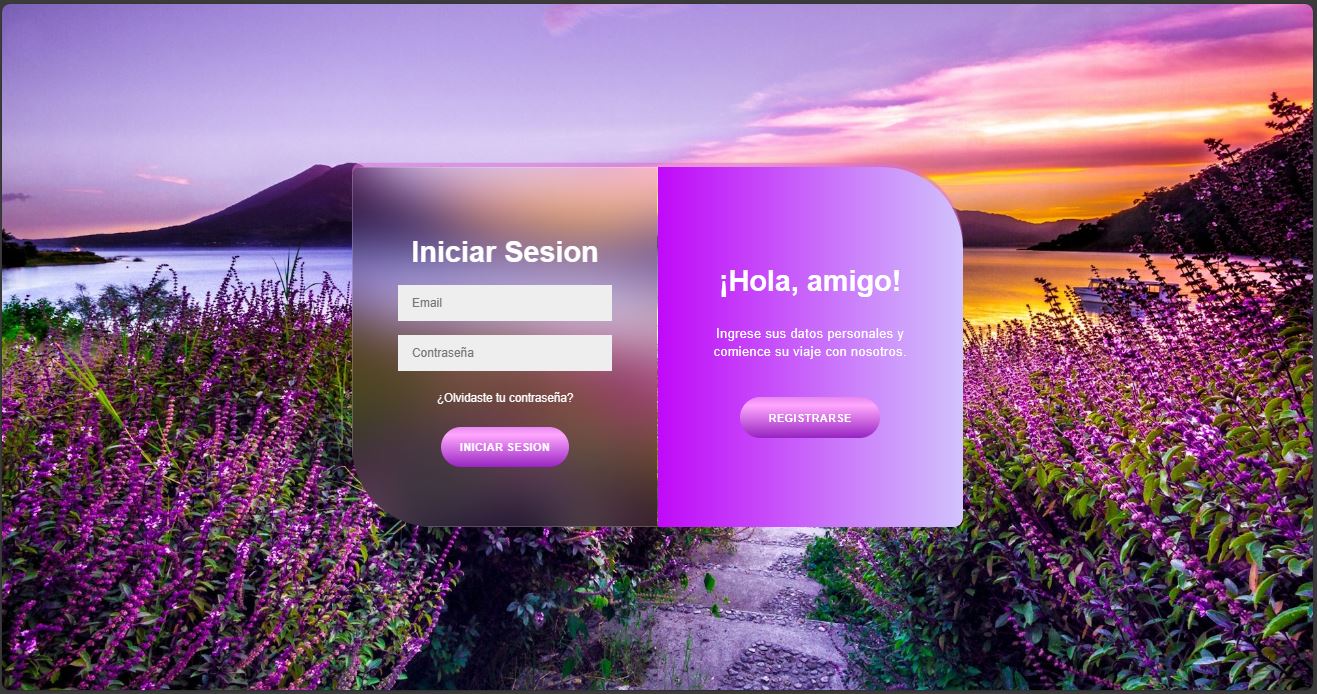 Iniciar Sesion
Email
Contraseña
¿Olvidaste tu contraseña?
INICIAR SESION
¡Hola, amigo!
Ingrese sus datos personales y
comience su viaje con nosotros.
REGISTRARSE